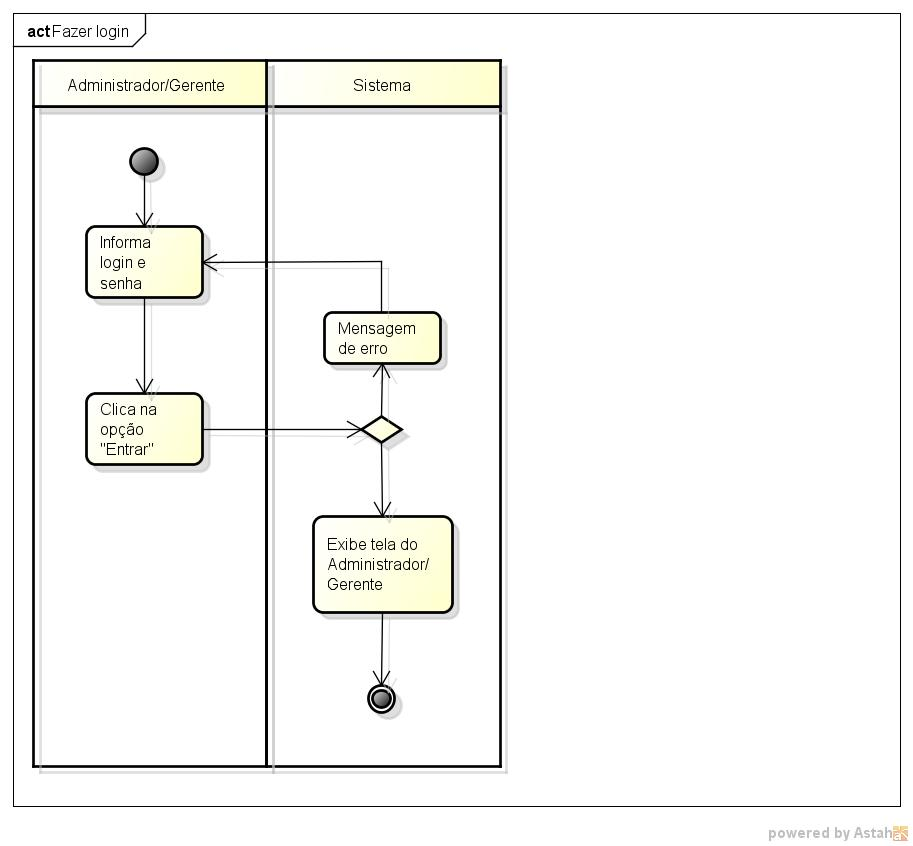 act Fazer login
Administrador/Gerente
Sistema
Informa
login e
senha
Mensagem
de erro
Clica na
opção
"Entrar"
Exibe tela do
Administrador/
Gerente
powered by Astah